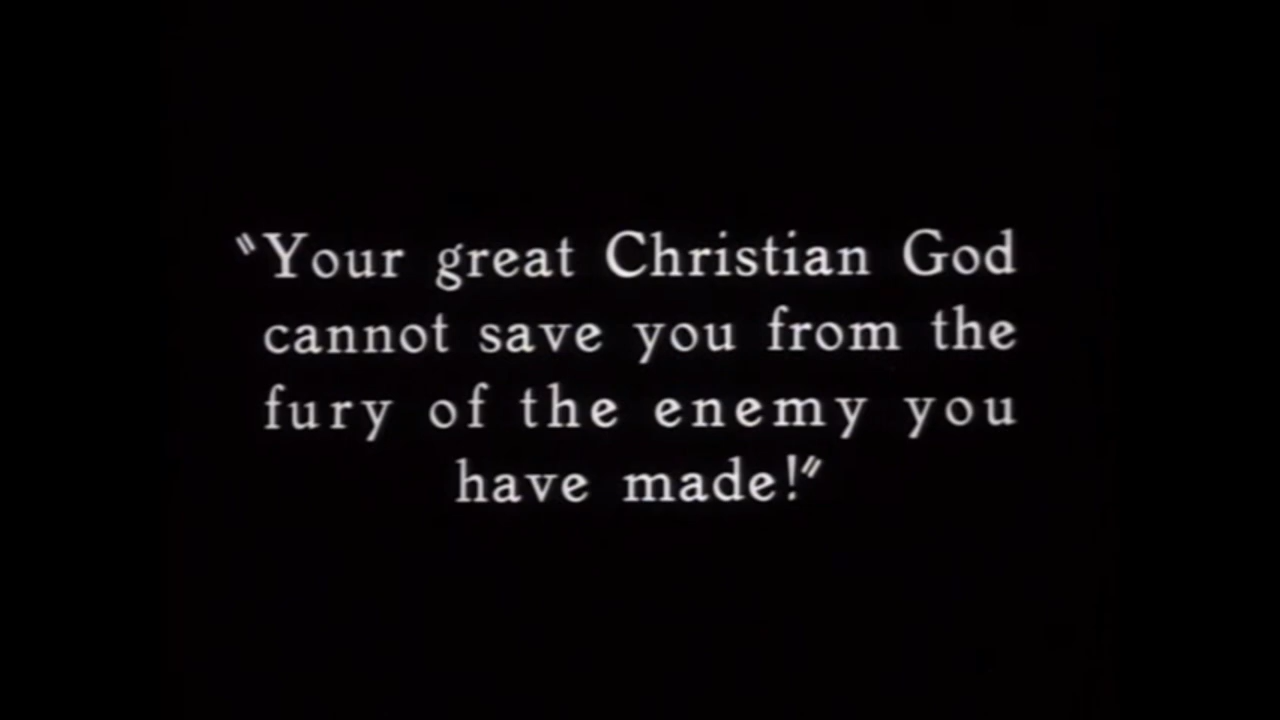 "Your great Christian God
cannot save you from the
fury of the enemy you
have made!"